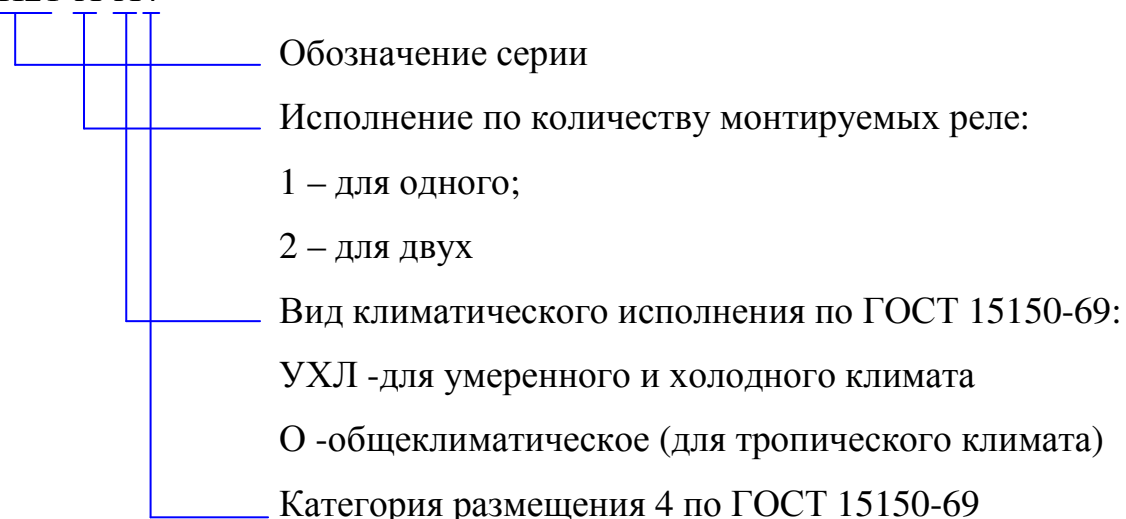 Обозначение серии
Исполнение по количеству монтируемых реле:
1 – для одного;
2 – для двух
Вид климатического исполнения по ГОСТ 15150-69:
УХЛ -для умеренного и холодного климата
О -общеклиматическое (для тропического климата)
Категория размещения 4 по ГОСТ 15150-69